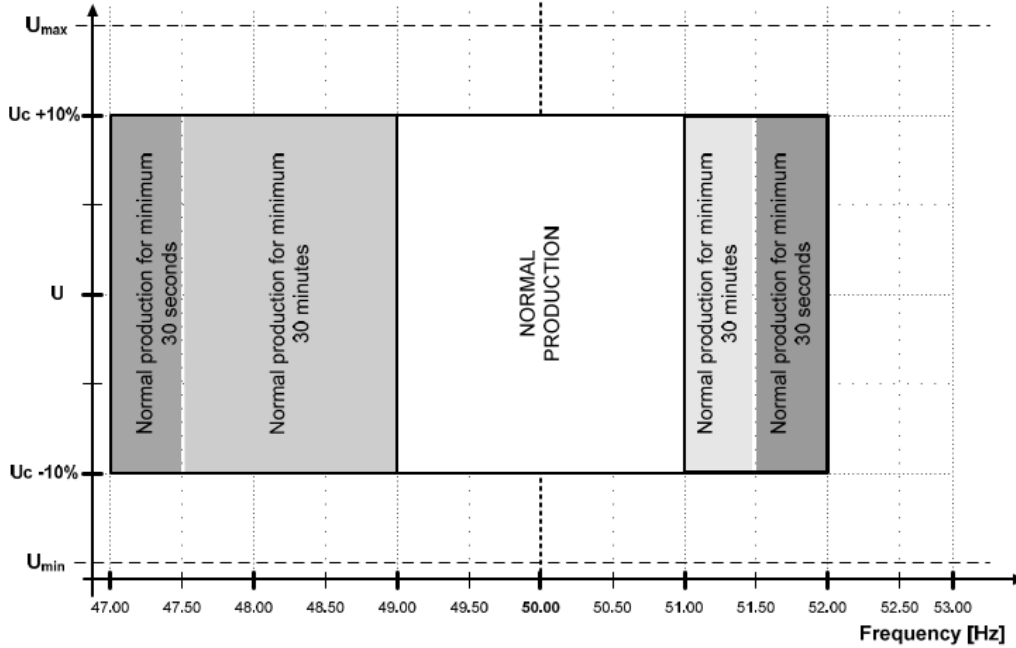 Umax
Uc +10%
U
Uc -10%
Umin
Normal production for minimum
30 seconds
Normal production for minimum
30 minutes
NORMAL
PRODUCTION
Normal production for minimum
30 minutes
Normal production for minimum
30 seconds
47.00 47.50 48.00 48.50 49.00 49.50 50.00 50.50 51.00 51.50 52.00 52.50 53.00
Frequency [Hz]